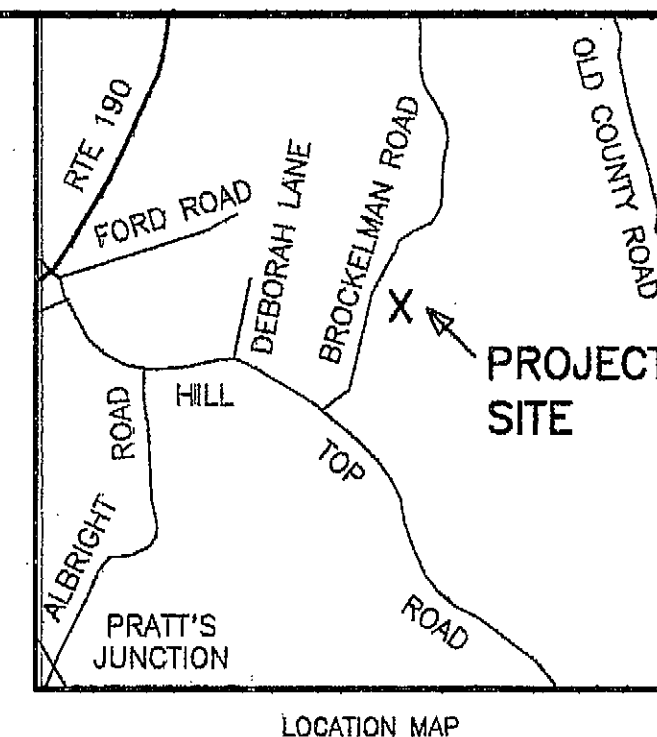 RTE 190
FORD ROAD
DEBORAH LANE
BROCKELMAN ROAD
OLD COUNTY
ROAD
X
PROJECT
SITE
HILL
TOP
ROAD
ALBRIGHT
ROAD
PRATT'S
JUNCTION
LOCATION MAP